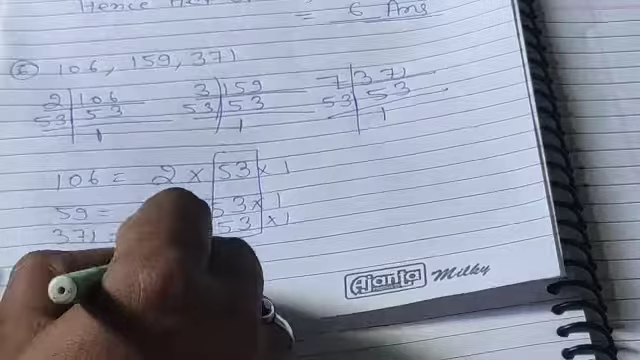 Hence
= 6 Ans
106, 159, 371
2 | 106   3 | 159   7 | 371
53 | 53   53 | 53   53 | 53
1   1   1
106 = 2 × 53 × 1
59 = 53 × 1
371 53 × 1
Ajanta Milky